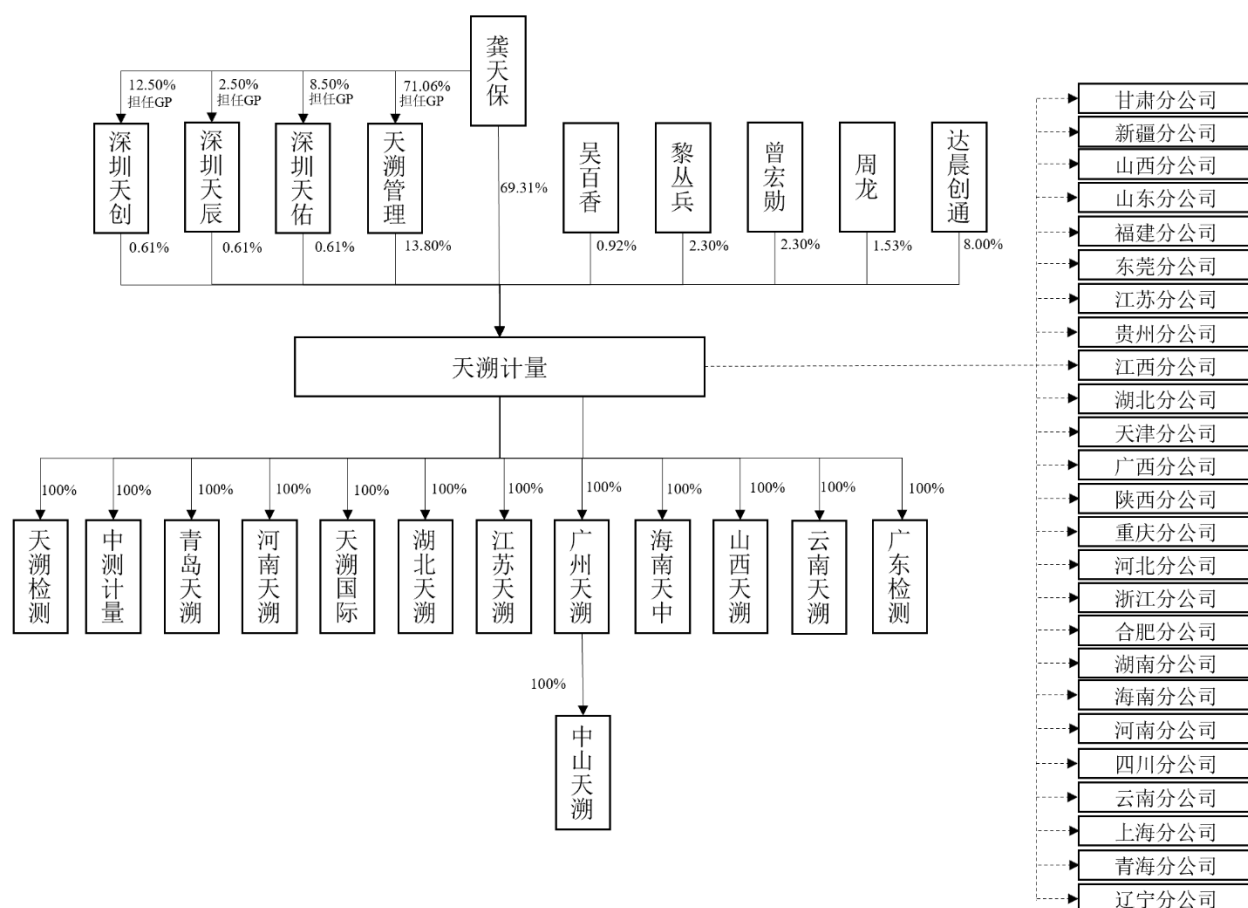 龚天保
12.50%
担任GP
2.50%
担任GP
8.50%
担任GP
71.06%
担任GP
深圳天创
深圳天辰
深圳天佑
天溯管理
69.31%
吴百香
黎丛兵
曾宏勋
周龙
达晨创通
0.61%
0.61%
0.61%
13.80%
0.92%
2.30%
2.30%
1.53%
8.00%
天溯计量
100%
100%
100%
100%
100%
100%
100%
100%
100%
100%
100%
100%
天溯检测
中测计量
青岛天溯
河南天溯
天溯国际
湖北天溯
江苏天溯
广州天溯
海南天中
山西天溯
云南天溯
广东检测
100%
中山天溯
甘肃分公司
新疆分公司
山西分公司
山东分公司
福建分公司
东莞分公司
江苏分公司
贵州分公司
江西分公司
湖北分公司
天津分公司
广西分公司
陕西分公司
重庆分公司
河北分公司
浙江分公司
合肥分公司
湖南分公司
海南分公司
河南分公司
四川分公司
云南分公司
上海分公司
青海分公司
辽宁分公司